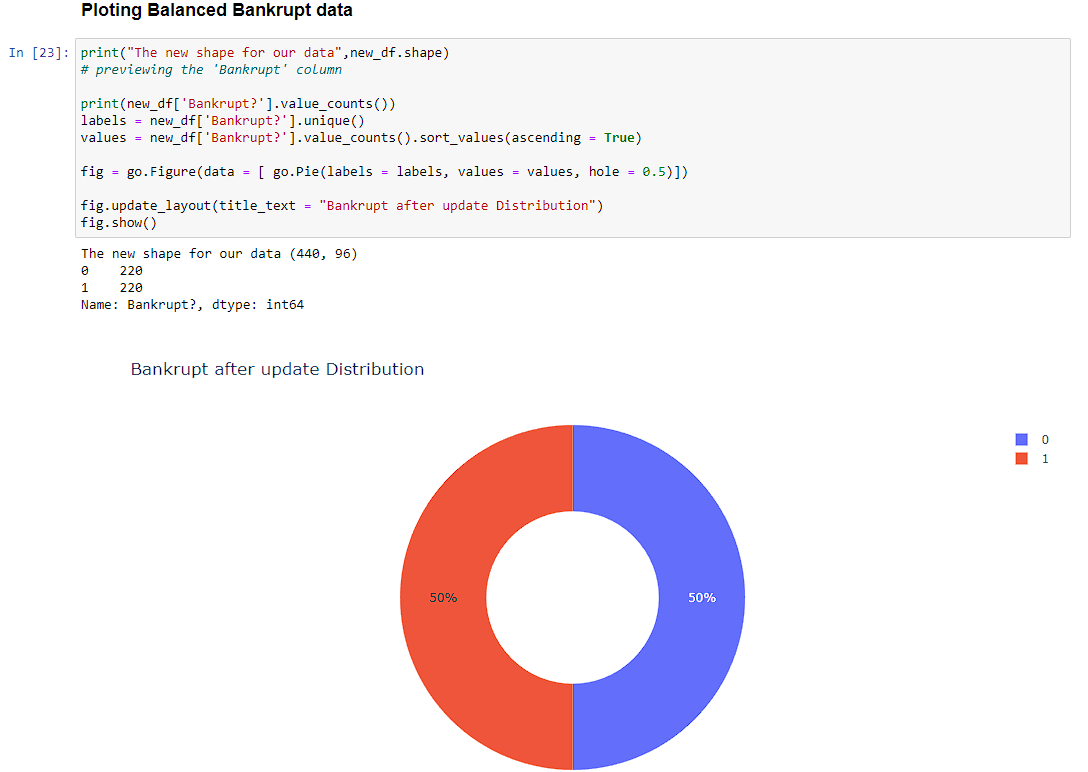 Ploting Balanced Bankrupt data
In [23]: print("The new shape for our data",new_df.shape)
# previewing the 'Bankrupt' column
print(new_df['Bankrupt?'].value_counts())
labels = new_df['Bankrupt?'].unique()
values = new_df['Bankrupt?'].value_counts().sort_values(ascending = True)
fig = go.Figure(data = [ go.Pie(labels = labels, values = values, hole = 0.5)])
fig.update_layout(title_text = "Bankrupt after update Distribution")
fig.show()
The new shape for our data (440, 96)
0    220
1    220
Name: Bankrupt?, dtype: int64
Bankrupt after update Distribution
0
1
50%
50%